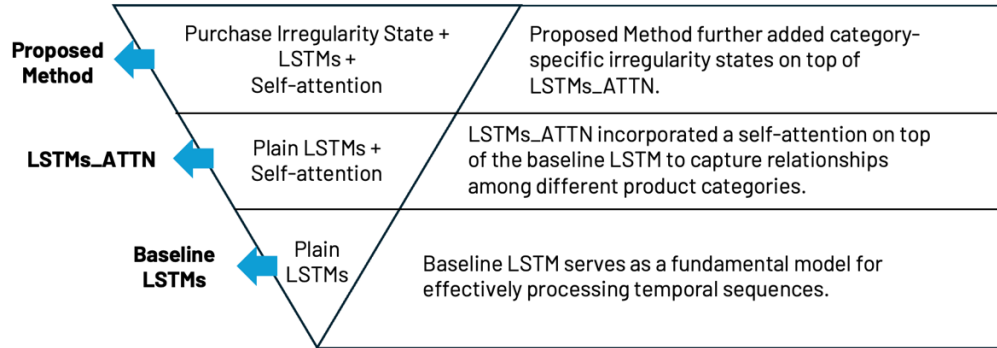 Proposed
Method
Purchase Irregularity State +
LSTMs +
Self-attention
Proposed Method further added category-
specific irregularity states on top of
LSTMs_ATTN.
LSTMs_ATTN
Plain LSTMs +
Self-attention
LSTMs_ATTN incorporated a self-attention on top
of the baseline LSTM to capture relationships
among different product categories.
Baseline
LSTMs
Plain
LSTMs
Baseline LSTM serves as a fundamental model for
effectively processing temporal sequences.